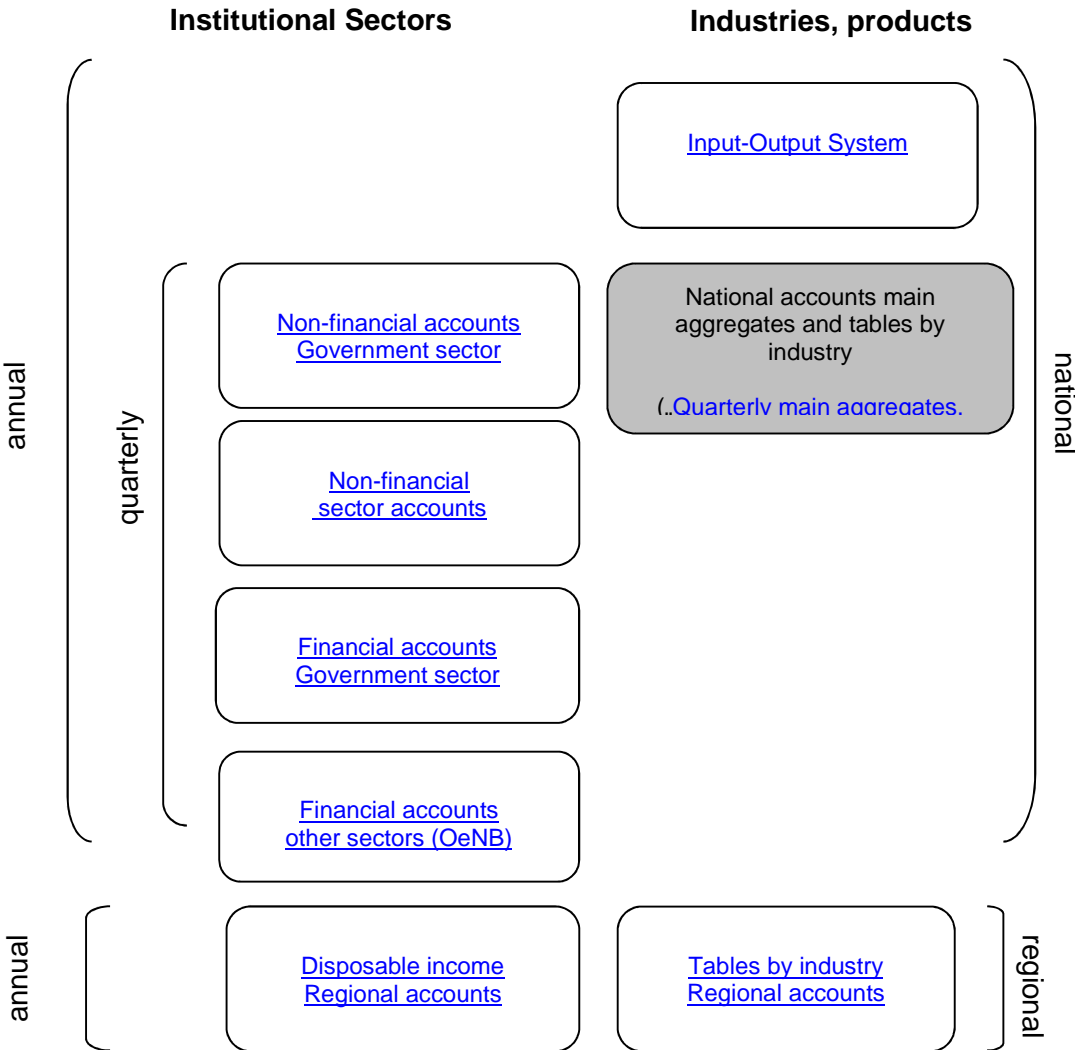 Institutional Sectors
Industries, products
Input-Output System
annual
quarterly
Non-financial accounts
Government sector
National accounts main
aggregates and tables by
industry
(..Quarterly main aggregates.
national
Non-financial
sector accounts
Financial accounts
Government sector
Financial accounts
other sectors (OeNB)
annual
Disposable income
Regional accounts
Tables by industry
Regional accounts
regional